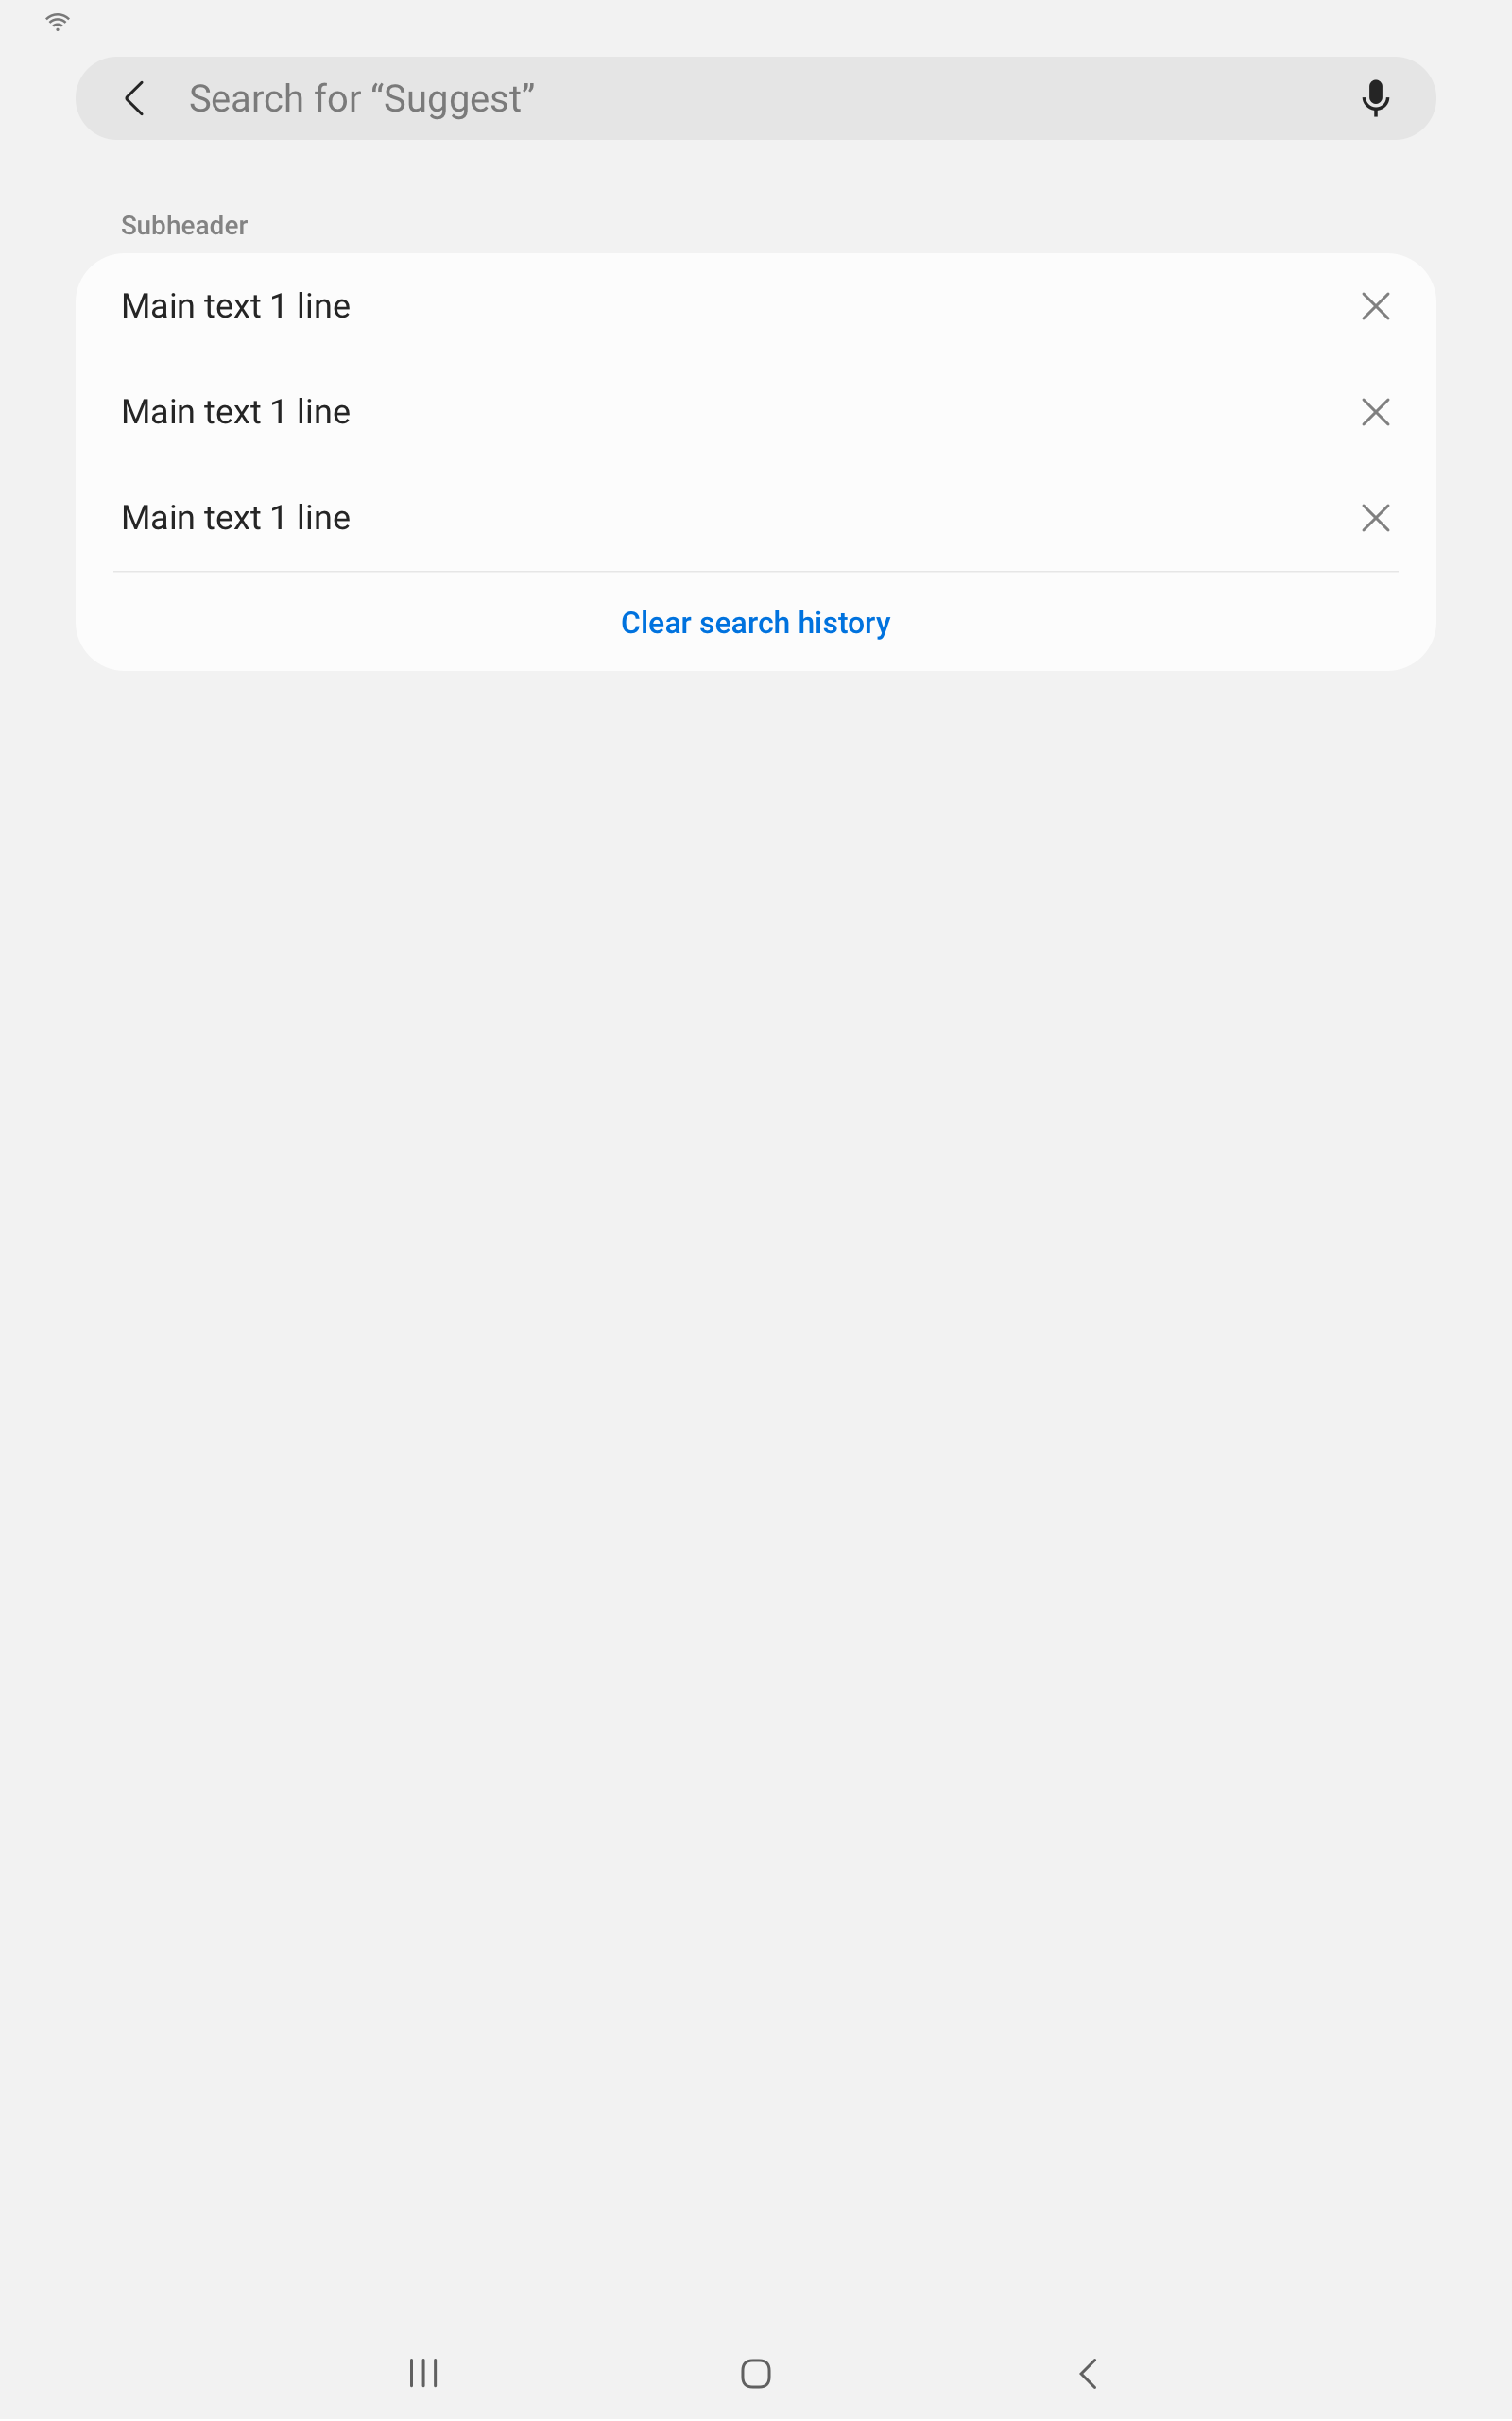 Search for “Suggest”
Subheader
Main text 1 line
Main text 1 line
Main text 1 line
Clear search history